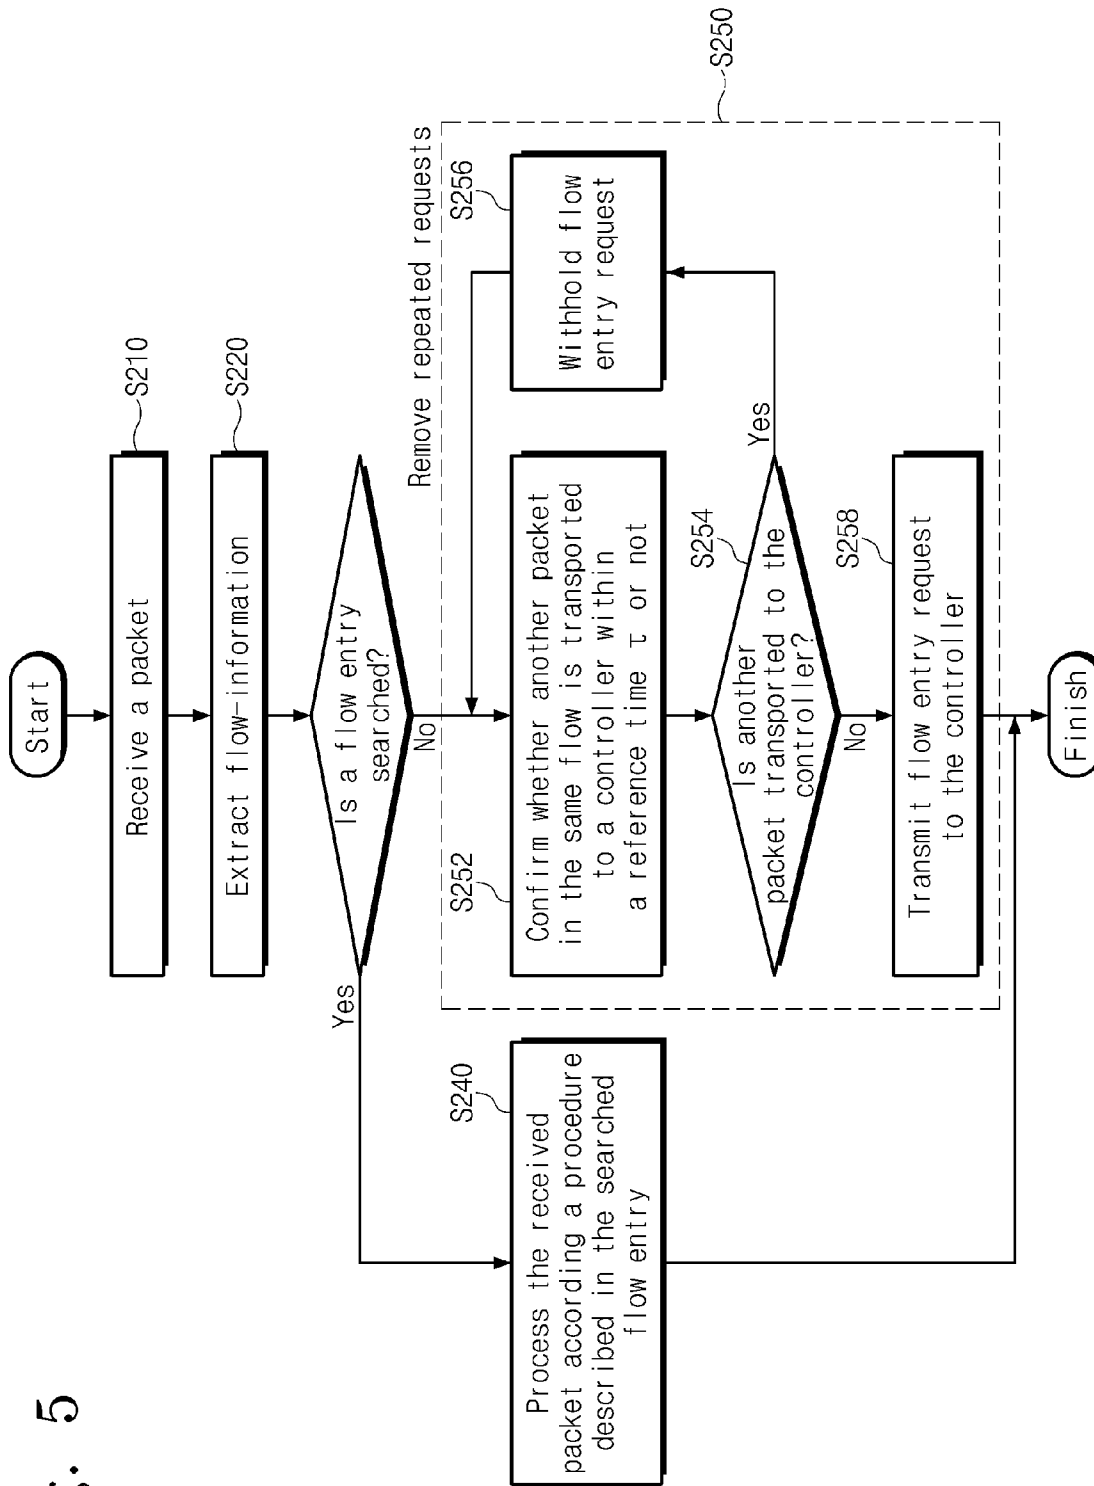 . 5
Start
Receive a packet
S210
Extract flow-information
S220
Is a flow entry
searched?
Yes
No
Remove repeated requests
S250
S240
Process the received
packet according a procedure
described in the searched
flow entry
S252
Confirm whether another packet
in the same flow is transported
to a controller within
a reference time τ or not
S256
Withhold flow
entry request
S254
Is another
packet transported to the
controller?
Yes
No
S258
Transmit flow entry request
to the controller
Finish